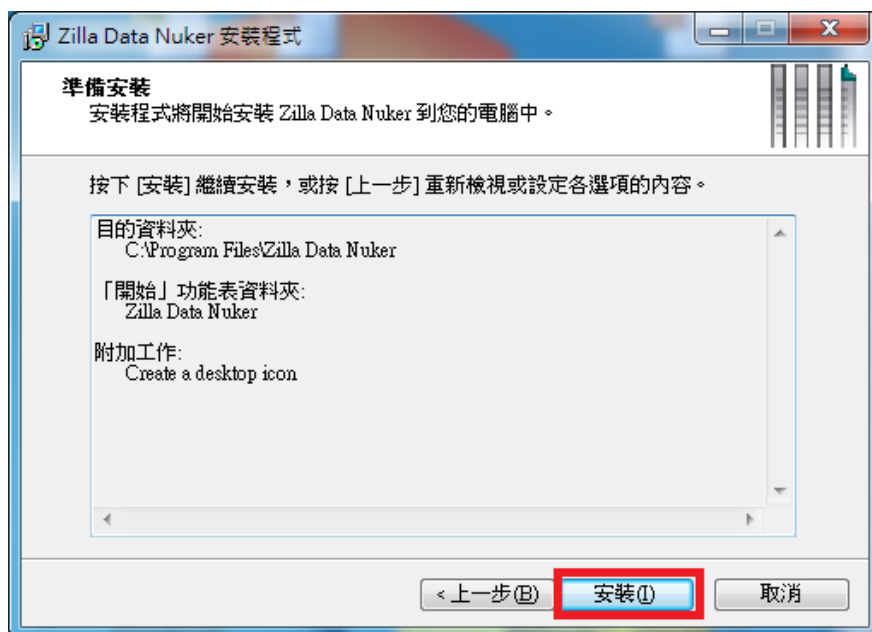 Zilla Data Nuker 安裝程式
準備安裝
安裝程式將開始安裝 Zilla Data Nuker 到您的電腦中。
按下 [安裝] 繼續安裝，或按 [上一步] 重新檢視或設定各選項的內容。
目的資料夾:
C:\Program Files\Zilla Data Nuker
「開始」功能表資料夾:
Zilla Data Nuker
附加工作:
Create a desktop icon
< 上一步(B)
安裝(I)
取消